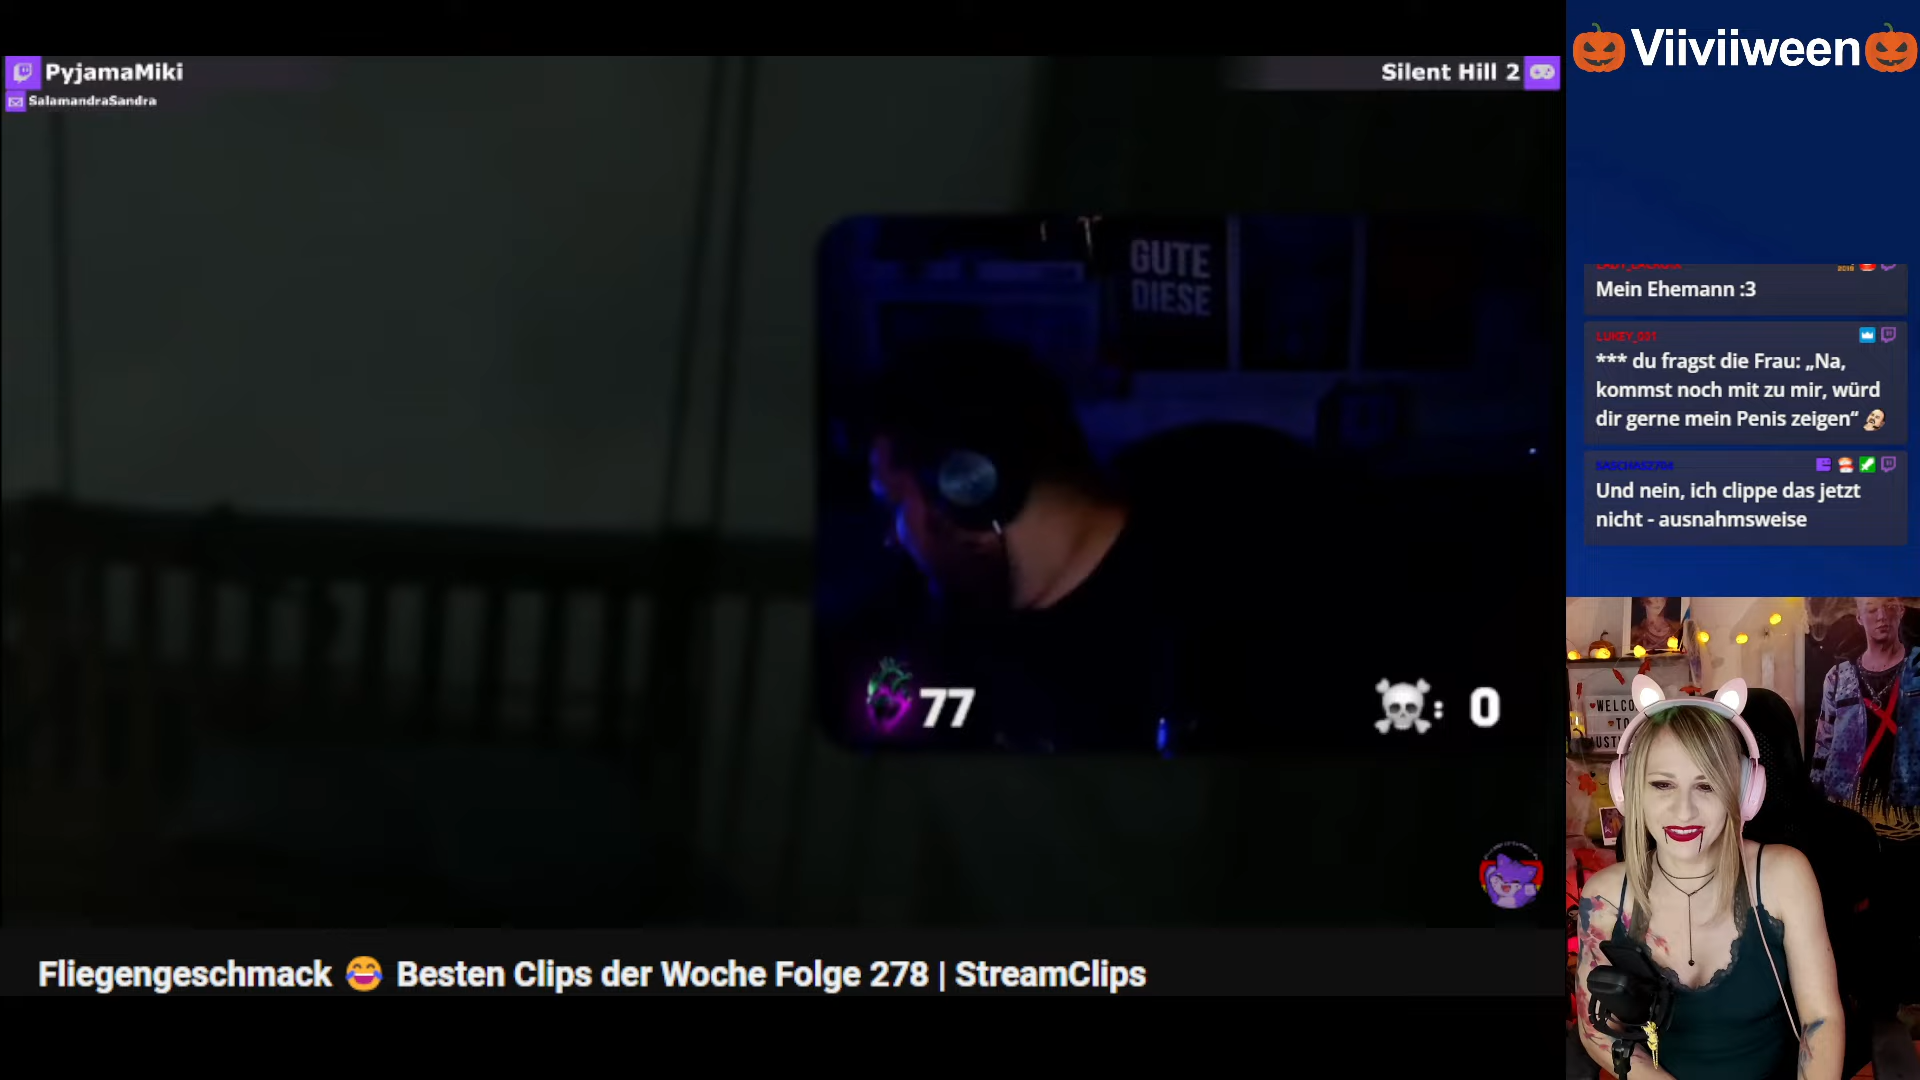 PyjamaMiki
SalamandraSandra
Silent Hill 2
GUTE
DIESE
77
: 0
Fliegengeschmack 😂 Besten Clips der Woche Folge 278 | StreamClips
🎃Viiviiween🎃
Mein Ehemann :3
LUKEY_001
*** du fragst die Frau: „Na,
kommst noch mit zu mir, würd
dir gerne mein Penis zeigen“
Und nein, ich clippe das jetzt
nicht - ausnahmsweise
TO